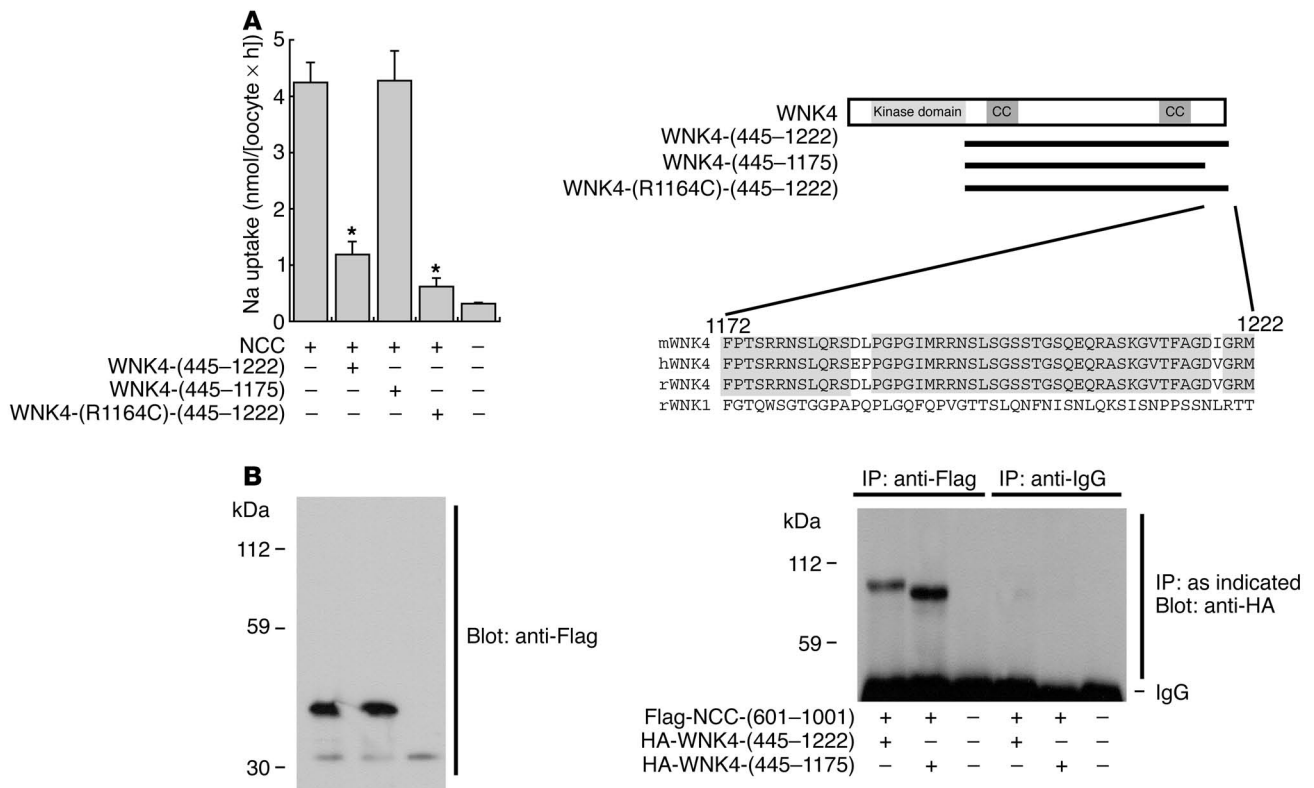 A
Na uptake (nmol/[oocyte × h])
5
4
3
2
1
0
*
*
NCC + + + + –
WNK4-(445–1222) – + – – –
WNK4-(445–1175) – – + – –
WNK4-(R1164C)-(445–1222) – – – + –
WNK4
Kinase domain
CC
CC
WNK4-(445–1222)
WNK4-(445–1175)
WNK4-(R1164C)-(445–1222)
1172
1222
mWNK4 FPTSRRNSLQRSDLPGPGIMRRNSLSGSSTGSQEQRASKGVTFAGDIGRM
hWNK4 FPTSRRNSLQRSEPPGPGIMRRNSLSGSSTGSQEQRASKGVTFAGDVGRM
rWNK4 FPTSRRNSLQRSDLPGPGIMRRNSLSGSSTGSQEQRASKGVTFAGDVGRM
rWNK1 FGTQWSGTGGPAPQPLGQFQPVGTTSLQNFNISNLQKSISNPPSSNLRTT
B
kDa
112 –
59 –
30 –
Blot: anti-Flag
IP: anti-Flag
IP: anti-IgG
kDa
112 –
59 –
IP: as indicated
Blot: anti-HA
– IgG
Flag-NCC-(601–1001) + + – + + –
HA-WNK4-(445–1222) + – – + – –
HA-WNK4-(445–1175) – + – – + –